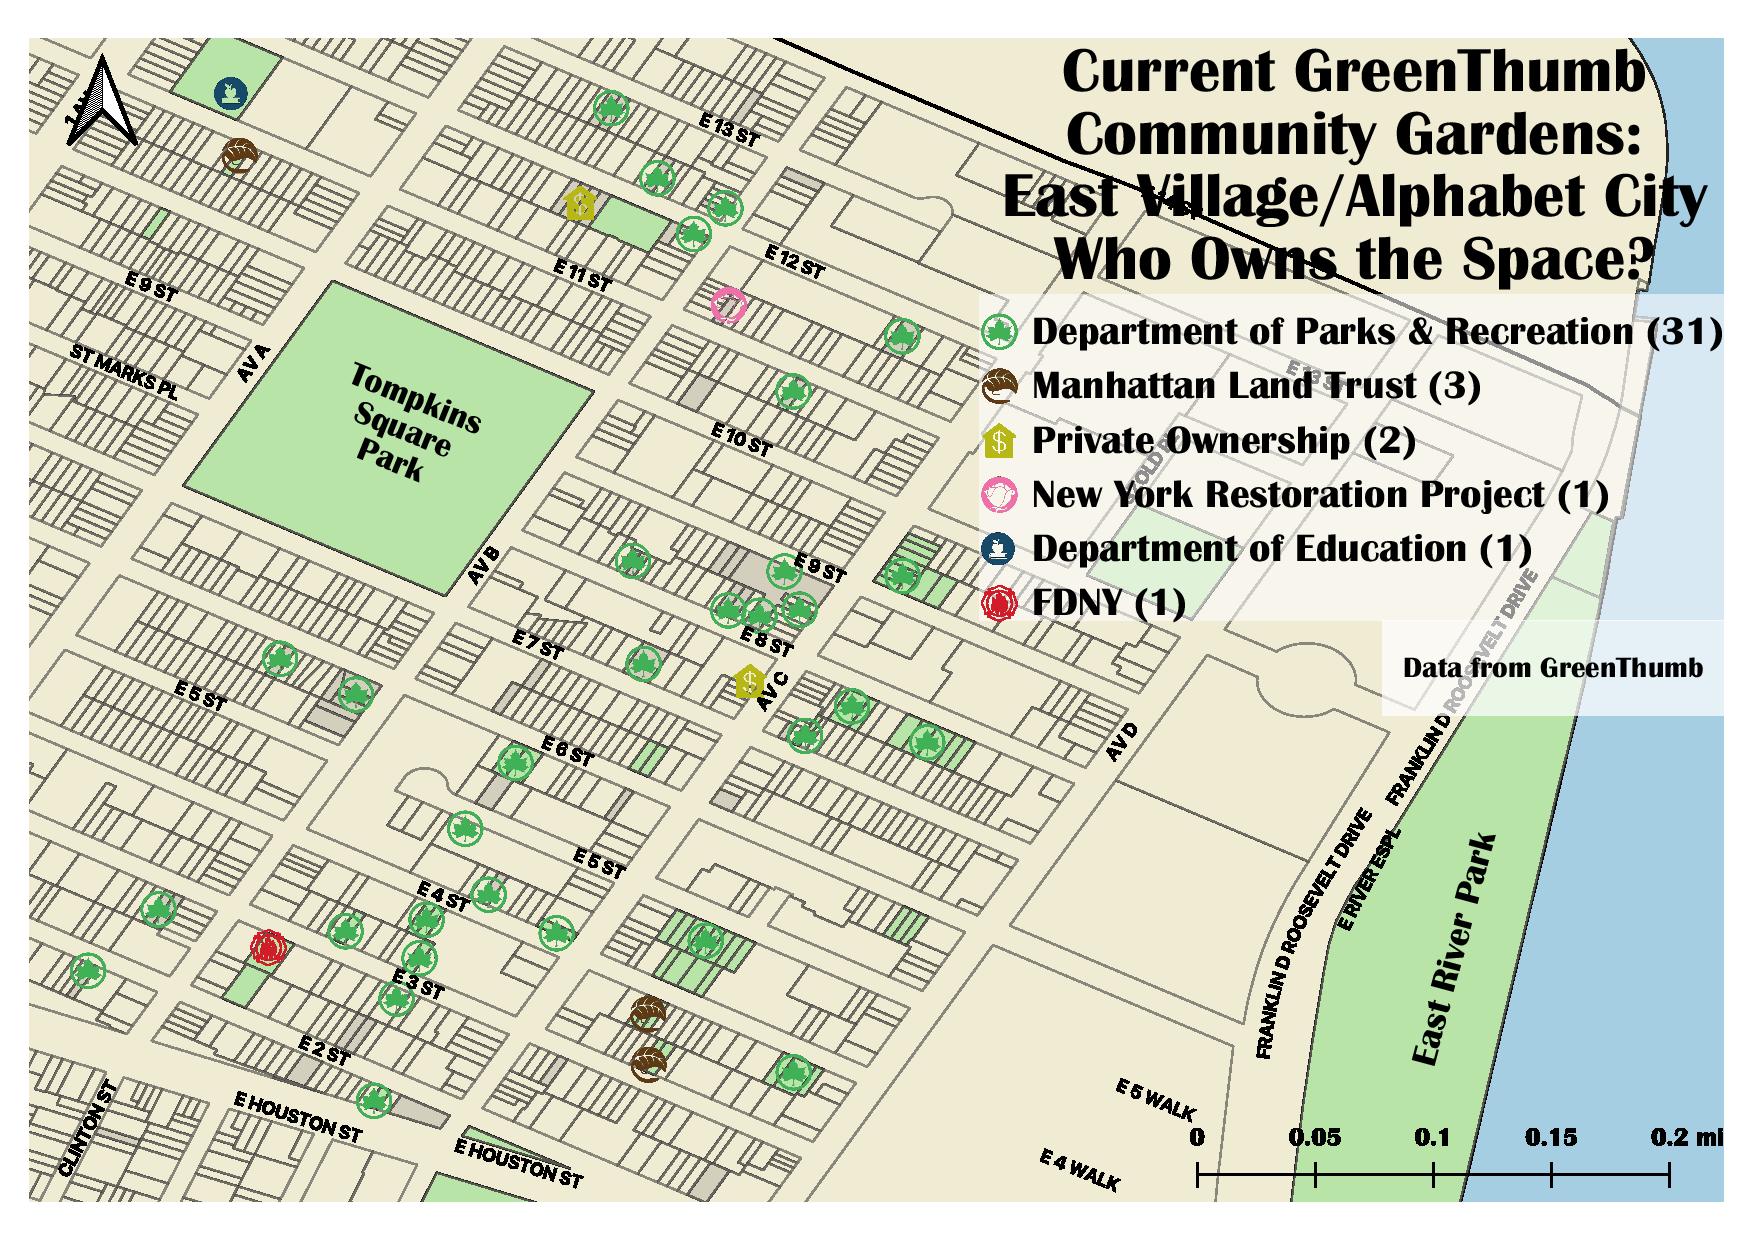 Current GreenThumb
Community Gardens:
East Village/Alphabet City
Who Owns the Space?
Department of Parks & Recreation (31)
Manhattan Land Trust (3)
Private Ownership (2)
New York Restoration Project (1)
Department of Education (1)
FDNY (1)
Data from GreenThumb
E 13 ST
E 12 ST
E 11 ST
E 9 ST
AV A
ST MARKS PL
Tompkins
Square
Park
E 10 ST
E 13 ST
AV B
E 9 ST
E 8 ST
E 7 ST
AV C
E 5 ST
E 6 ST
AV D
FRANKLIN D ROOSEVELT DRIVE
FRANKLIN D ROOSEVELT DRIVE
E RIVER ESPL
East River Park
E 5 ST
E 4 ST
E 3 ST
E 2 ST
E HOUSTON ST
E HOUSTON ST
CLINTON ST
E 5 WALK
E 4 WALK
0 0.05 0.1 0.15 0.2 mi